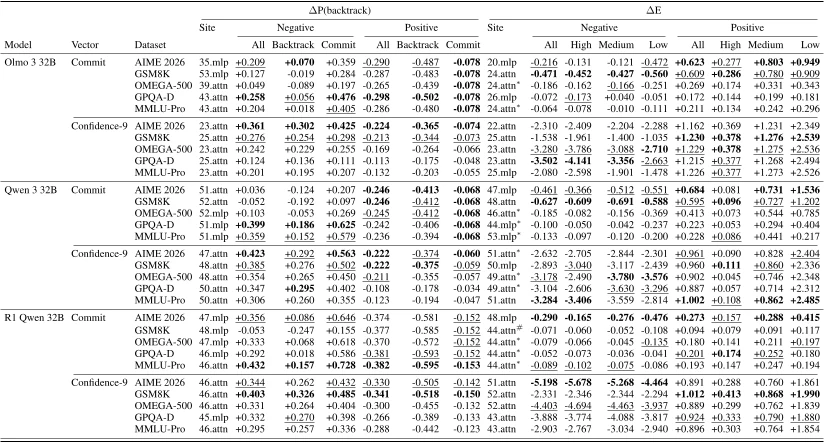 ΔP(backtrack) ΔE
Site Negative Positive Site Negative Positive
Model Vector Dataset All Backtrack Commit All Backtrack Commit All High Medium Low All High Medium Low
Olmo 3 32B Commit AIME 2026 35.mlp +0.209 +0.070 +0.359 -0.290 -0.487 -0.078 20.mlp -0.216 -0.131 -0.121 -0.472 +0.623 +0.277 +0.803 +0.949
GSM8K 53.mlp +0.127 -0.019 +0.284 -0.287 -0.483 -0.078 24.attn -0.471 -0.452 -0.427 -0.560 +0.609 +0.286 +0.780 +0.909
OMEGA-500 39.attn +0.049 -0.089 +0.197 -0.265 -0.439 -0.078 24.attn* -0.186 -0.162 -0.166 -0.251 +0.269 +0.174 +0.331 +0.343
GPQA-D 43.attn +0.258 +0.056 +0.476 -0.298 -0.502 -0.078 26.mlp -0.072 +0.173 +0.040 -0.051 +0.172 +0.144 +0.199 +0.181
MMLU-Pro 43.attn +0.204 +0.018 +0.405 -0.286 -0.480 -0.078 24.attn* -0.064 -0.078 -0.010 -0.111 +0.211 +0.134 +0.242 +0.296
Confidence-9 AIME 2026 23.attn +0.361 +0.302 +0.425 -0.224 -0.365 -0.074 22.attn -2.310 -2.409 -2.204 -2.288 +1.162 +0.369 +1.231 +2.349
GSM8K 25.attn +0.276 +0.254 +0.298 -0.213 -0.344 -0.073 25.attn -1.538 -1.961 -1.400 -1.035 +1.230 +0.378 +1.276 +2.539
OMEGA-500 23.attn +0.242 +0.229 +0.255 -0.169 -0.264 -0.066 23.attn -3.280 -3.786 -3.088 -2.710 +1.229 +0.378 +1.275 +2.536
GPQA-D 25.attn +0.124 +0.136 +0.111 -0.113 -0.175 -0.048 23.attn -3.502 -4.141 -3.356 -2.663 +1.215 +0.377 +1.268 +2.494
MMLU-Pro 23.attn +0.201 +0.195 +0.207 -0.132 -0.203 -0.055 25.mlp -2.080 -2.598 -1.901 -1.478 +1.226 +0.377 +1.273 +2.526
Qwen 3 32B Commit AIME 2026 51.attn +0.036 -0.124 +0.207 -0.246 -0.413 -0.068 47.mlp -0.461 -0.366 -0.512 -0.551 +0.684 +0.081 +0.731 +1.536
GSM8K 52.attn -0.052 -0.192 +0.097 -0.246 -0.412 -0.068 48.attn -0.627 -0.609 -0.691 -0.588 +0.595 +0.096 +0.727 +1.202
OMEGA-500 52.mlp +0.103 -0.053 +0.269 -0.245 -0.412 -0.068 46.attn* -0.185 -0.082 -0.156 -0.369 +0.413 +0.073 +0.544 +0.785
GPQA-D 51.mlp +0.399 +0.186 +0.625 -0.242 -0.406 -0.068 44.mlp* -0.100 -0.050 -0.042 -0.237 +0.223 +0.053 +0.294 +0.404
MMLU-Pro 51.mlp +0.359 +0.152 +0.579 -0.236 -0.394 -0.068 53.mlp* -0.133 -0.097 -0.120 -0.200 +0.228 +0.086 +0.441 +0.217
Confidence-9 AIME 2026 47.attn +0.423 +0.292 +0.563 -0.222 -0.374 -0.060 51.attn* -2.632 -2.705 -2.844 -2.301 +0.961 +0.090 +0.828 +2.404
GSM8K 48.attn +0.385 +0.276 +0.502 -0.222 -0.375 -0.059 50.mlp -2.893 -3.040 -3.117 -2.439 +0.960 +0.111 +0.860 +2.336
OMEGA-500 48.attn +0.354 +0.265 +0.450 -0.211 -0.355 -0.057 49.attn* -3.178 -2.490 -3.780 -3.576 +0.902 +0.045 +0.746 +2.348
GPQA-D 50.attn +0.347 +0.295 +0.402 -0.108 -0.178 -0.034 49.attn* -3.104 -2.606 -3.630 -3.296 +0.887 +0.057 +0.714 +2.312
MMLU-Pro 50.attn +0.306 +0.260 +0.355 -0.123 -0.194 -0.047 51.attn -3.284 -3.406 -3.559 -2.814 +1.002 +0.108 +0.862 +2.485
R1 Qwen 32B Commit AIME 2026 47.mlp +0.356 +0.086 +0.646 -0.374 -0.581 -0.152 48.mlp -0.290 -0.165 -0.276 -0.476 +0.273 +0.157 +0.288 +0.415
GSM8K 48.mlp -0.053 -0.247 +0.155 -0.377 -0.585 -0.152 44.attn# -0.071 -0.060 -0.052 -0.108 +0.094 +0.079 +0.091 +0.117
OMEGA-500 47.mlp +0.333 +0.068 +0.618 -0.370 -0.572 -0.152 44.attn* -0.079 -0.066 -0.045 -0.135 +0.180 +0.141 +0.211 +0.197
GPQA-D 46.mlp +0.292 +0.018 +0.586 -0.381 -0.593 -0.152 44.attn* -0.052 -0.073 -0.036 -0.041 +0.201 +0.174 +0.252 +0.180
MMLU-Pro 46.mlp +0.432 +0.157 +0.728 -0.382 -0.595 -0.153 44.attn* -0.089 -0.102 -0.075 -0.086 +0.193 +0.147 +0.247 +0.194
Confidence-9 AIME 2026 46.attn +0.344 +0.262 +0.432 -0.330 -0.505 -0.142 51.attn -5.198 -5.678 -5.268 -4.464 +0.891 +0.288 +0.760 +1.861
GSM8K 46.attn +0.403 +0.326 +0.485 -0.341 -0.518 -0.150 52.attn -2.331 -2.346 -2.344 -2.294 +1.012 +0.413 +0.868 +1.990
OMEGA-500 46.attn +0.331 +0.264 +0.404 -0.300 -0.455 -0.132 52.attn -4.403 -4.694 -4.463 -3.937 +0.889 +0.299 +0.762 +1.839
GPQA-D 45.mlp +0.332 +0.270 +0.398 -0.266 -0.389 -0.133 43.attn -3.888 -3.774 -4.088 -3.817 +0.924 +0.333 +0.790 +1.880
MMLU-Pro 46.attn +0.295 +0.257 +0.336 -0.288 -0.442 -0.123 43.attn -2.903 -2.767 -3.034 -2.940 +0.896 +0.303 +0.764 +1.854